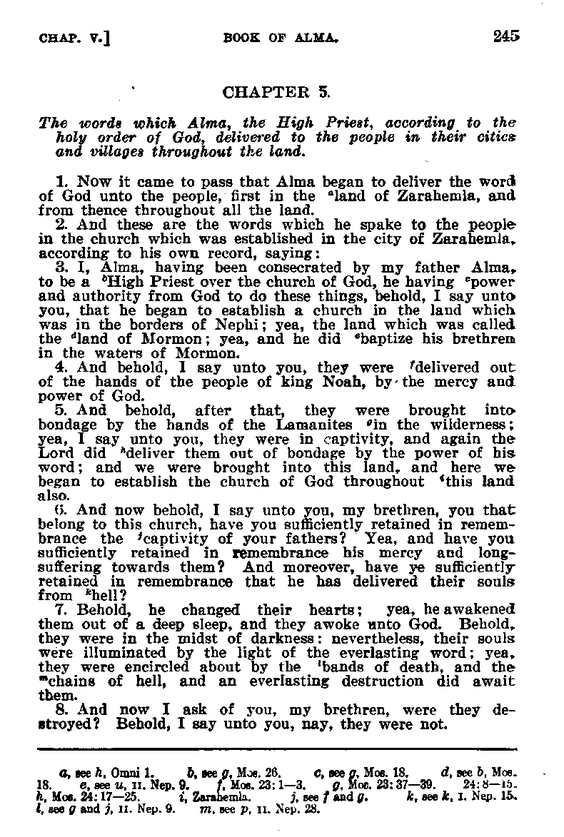 CHAP. V.] BOOK OF ALMA. 245
CHAPTER 5.
The words which Alma, the High Priest, according to the
holy order of God, delivered to the people in their cities
and villages throughout the land.
1. Now it came to pass that Alma began to deliver the word
of God unto the people, first in the ᵃland of Zarahemla, and
from thence throughout all the land.
2. And these are the words which he spake to the people
in the church which was established in the city of Zarahemla,
according to his own record, saying:
3. I, Alma, having been consecrated by my father Alma,
to be a ᵇHigh Priest over the church of God, he having ᶜpower
and authority from God to do these things, behold, I say unto
you, that he began to establish a church in the land which
was in the borders of Nephi; yea, the land which was called
the ᵈland of Mormon; yea, and he did ᵉbaptize his brethren
in the waters of Mormon.
4. And behold, I say unto you, they were ᶠdelivered out
of the hands of the people of king Noah, by the mercy and
power of God.
5. And behold, after that, they were brought into
bondage by the hands of the Lamanites ᵍin the wilderness;
yea, I say unto you, they were in captivity, and again the
Lord did ʰdeliver them out of bondage by the power of his
word; and we were brought into this land, and here we
began to establish the church of God throughout ⁱthis land
also.
6. And now behold, I say unto you, my brethren, you that
belong to this church, have you sufficiently retained in remem-
brance the ʲcaptivity of your fathers? Yea, and have you
sufficiently retained in remembrance his mercy and long-
suffering towards them? And moreover, have ye sufficiently
retained in remembrance that he has delivered their souls
from ᵏhell?
7. Behold, he changed their hearts; yea, he awakened
them out of a deep sleep, and they awoke unto God. Behold,
they were in the midst of darkness: nevertheless, their souls
were illuminated by the light of the everlasting word; yea,
they were encircled about by the ˡbands of death, and the
ᵐchains of hell, and an everlasting destruction did await
them.
8. And now I ask of you, my brethren, were they de-
stroyed? Behold, I say unto you, nay, they were not.
a, see h, Omni 1. b, see g, Mos. 26. c, see g, Mos. 18. d, see b, Mos.
18. e, see u, II. Nep. 9. f, Mos. 23: 1—3. g, Mos. 23: 37—39. 24: 8—15.
h, Mos. 24: 17—25. i, Zarahemla. j, see f and g. k, see k, I. Nep. 15.
l, see g and j, II. Nep. 9. m, see p, II. Nep. 28.